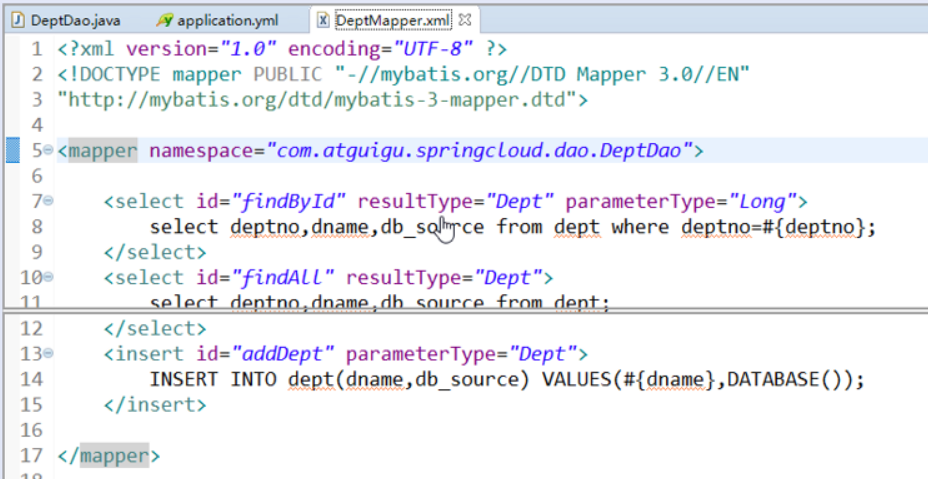 DeptDao.java application.yml DeptMapper.xml
1 <?xml version="1.0" encoding="UTF-8" ?>
2 <!DOCTYPE mapper PUBLIC "-//mybatis.org//DTD Mapper 3.0//EN"
3 "http://mybatis.org/dtd/mybatis-3-mapper.dtd">
4
5 <mapper namespace="com.atguigu.springcloud.dao.DeptDao">
6
7 <select id="findById" resultType="Dept" parameterType="Long">
8 select deptno,dname,db_source from dept where deptno=#{deptno};
9 </select>
10 <select id="findAll" resultType="Dept">
11 select deptno,dname,db_source from dept;
12 </select>
13 <insert id="addDept" parameterType="Dept">
14 INSERT INTO dept(dname,db_source) VALUES(#{dname},DATABASE());
15 </insert>
16
17 </mapper>
18